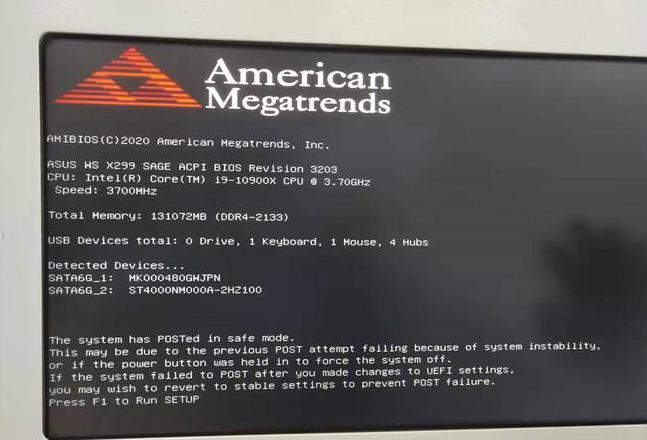 American
Megatrends
AMIBIOS(C)2020 American Megatrends, Inc.
ASUS WS X299 SAGE ACPI BIOS Revision 3203
CPU: Intel(R) Core(TM) i9-10900X CPU @ 3.70GHz
Speed: 3700MHz
Total Memory: 131072MB (DDR4-2133)
USB Devices total: 0 Drive, 1 Keyboard, 1 Mouse, 4 Hubs
Detected Devices...
SATA6G_1: MK000480GWJPN
SATA6G_2: ST4000NM000A-2HZ100
The system has POSTed in safe mode.
This may be due to the previous POST attempt failing because of system instability,
or if the power button was held in to force the system off.
If the system failed to POST after you made changes to UEFI settings,
you may wish to revert to stable settings to prevent POST failure.
Press F1 to Run SETUP